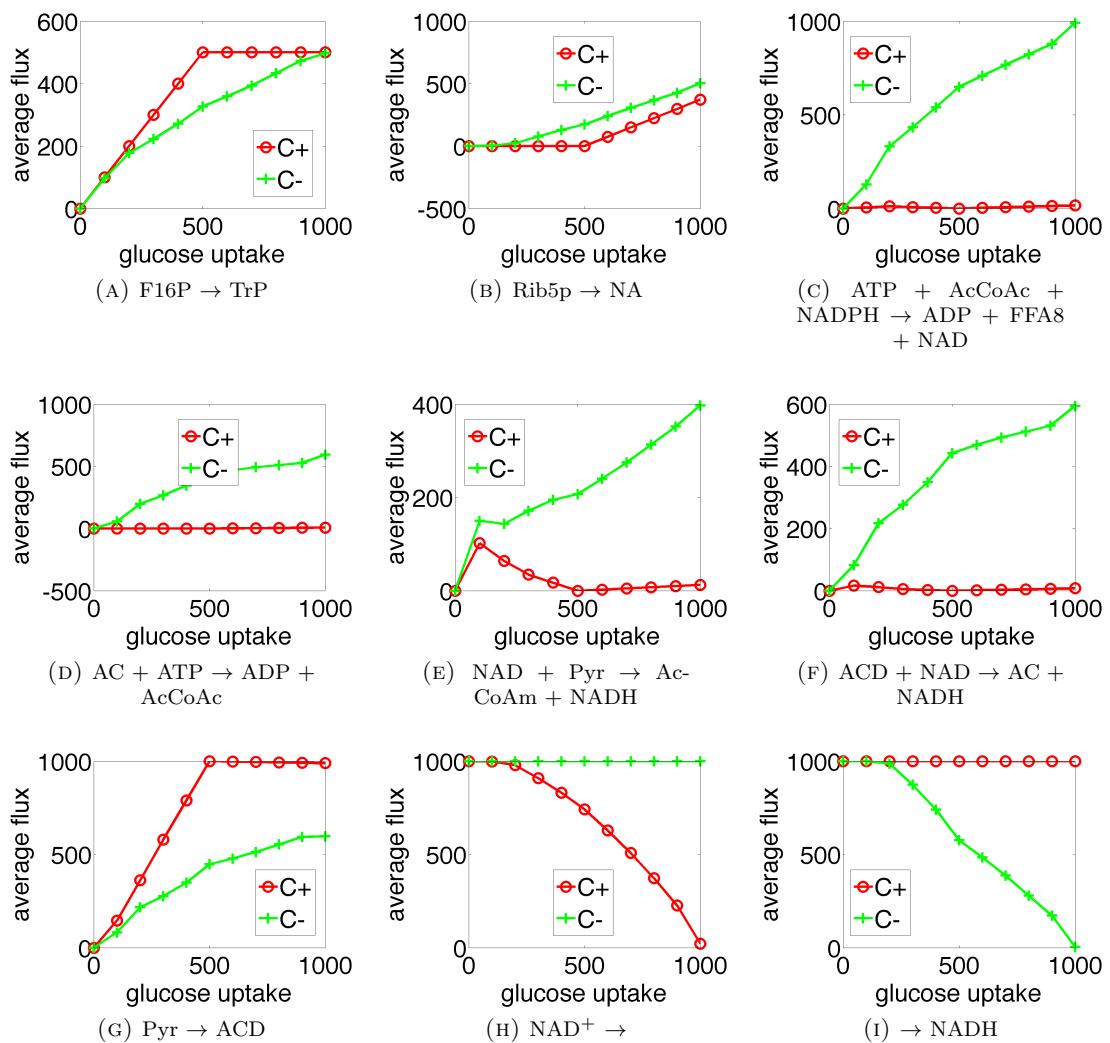 600
400
200
0
average flux
C+
C-
0
500
1000
glucose uptake
(A) F16P → TrP
1000
500
0
-500
average flux
C+
C-
0
500
1000
glucose uptake
(B) Rib5p → NA
1000
500
0
average flux
C+
C-
0
500
1000
glucose uptake
(C) ATP + AcCoAc +
NADPH → ADP + FFA8
+ NAD
1000
500
0
-500
average flux
C+
C-
0
500
1000
glucose uptake
(D) AC + ATP → ADP +
AcCoAc
400
200
0
average flux
C+
C-
0
500
1000
glucose uptake
(E) NAD + Pyr → Ac-
CoAm + NADH
600
400
200
0
average flux
C+
C-
0
500
1000
glucose uptake
(F) ACD + NAD → AC +
NADH
1000
500
0
average flux
C+
C-
0
500
1000
glucose uptake
(G) Pyr → ACD
1000
500
0
average flux
C+
C-
0
500
1000
glucose uptake
(H) NAD⁺ →
1000
500
0
average flux
C+
C-
0
500
1000
glucose uptake
(I) → NADH